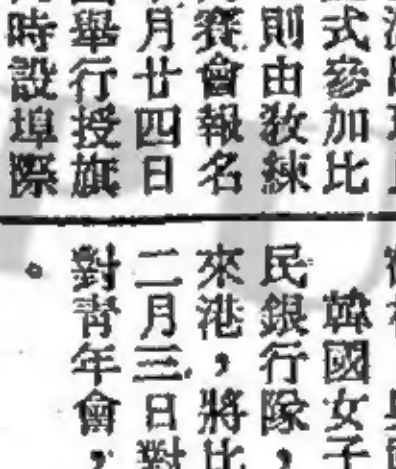 式參加比
則由教練
賽會報名
月廿四日
舉行授旗
時設埠際
韓國女子
民銀行隊，
來港，將比
二月三日對
對青年會，
。